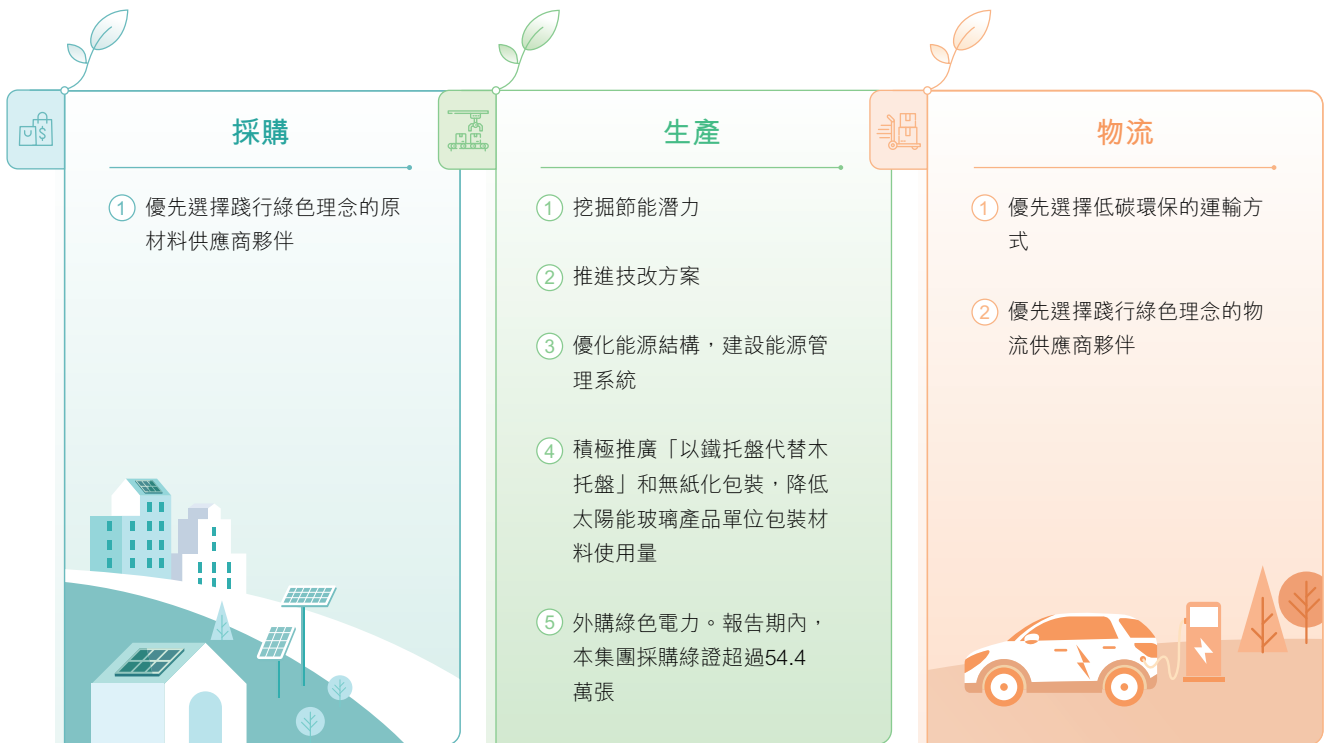 採購
① 優先選擇踐行綠色理念的原
材料供應商夥伴
生產
① 挖掘節能潛力
② 推進技改方案
③ 優化能源結構，建設能源管
理系統
④ 積極推廣「以鐵托盤代替木
托盤」和無紙化包裝，降低
太陽能玻璃產品單位包裝材
料使用量
⑤ 外購綠色電力。報告期內，
本集團採購綠證超過54.4
萬張
物流
① 優先選擇低碳環保的運輸方
式
② 優先選擇踐行綠色理念的物
流供應商夥伴